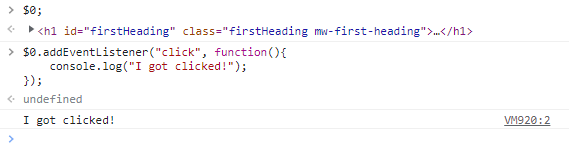 > $0;
<· ▶<h1 id="firstHeading" class="firstHeading mw-first-heading">…</h1>
> $0.addEventListener("click", function(){
    console.log("I got clicked!");
});
<· undefined
I got clicked! VM920:2
>